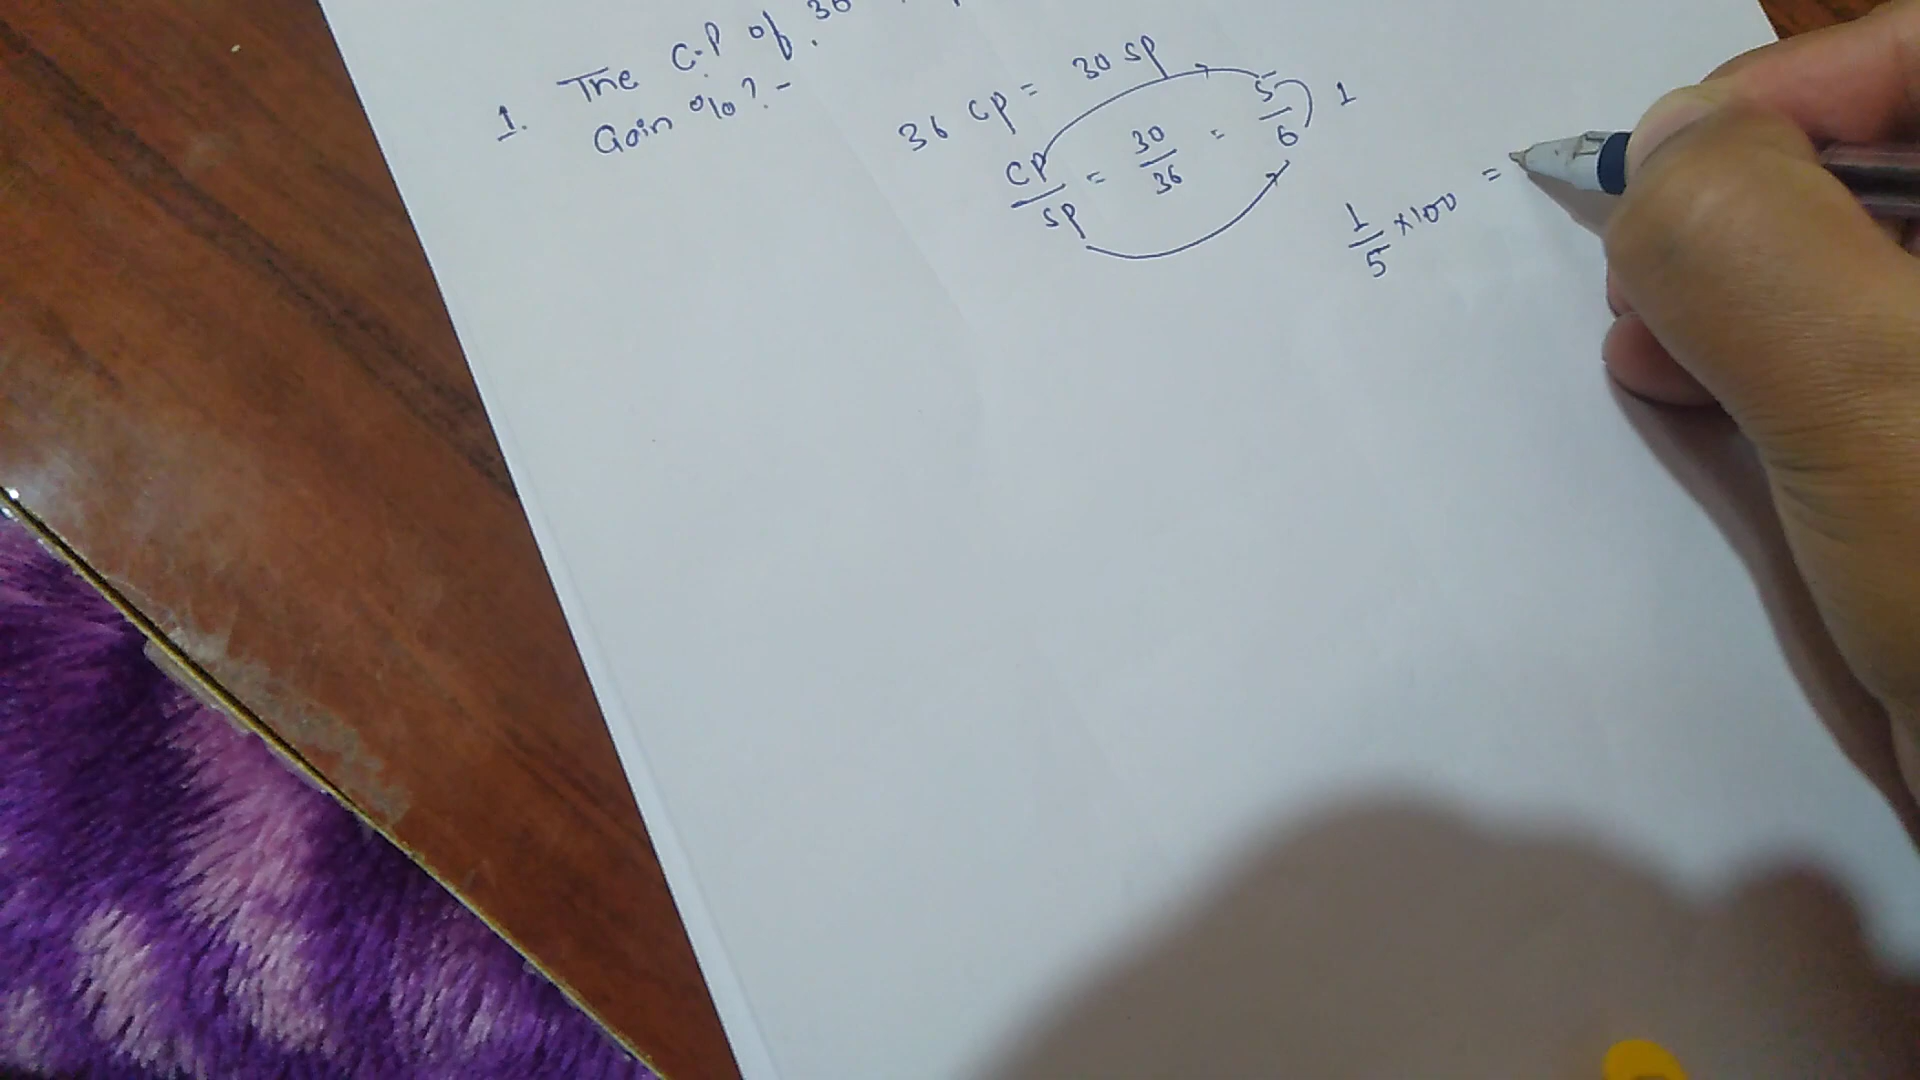 1. The C.P of 36
Gain %? -
36 CP = 30 SP
CP/SP = 30/36 = 5/6 1
1/5 × 100 =